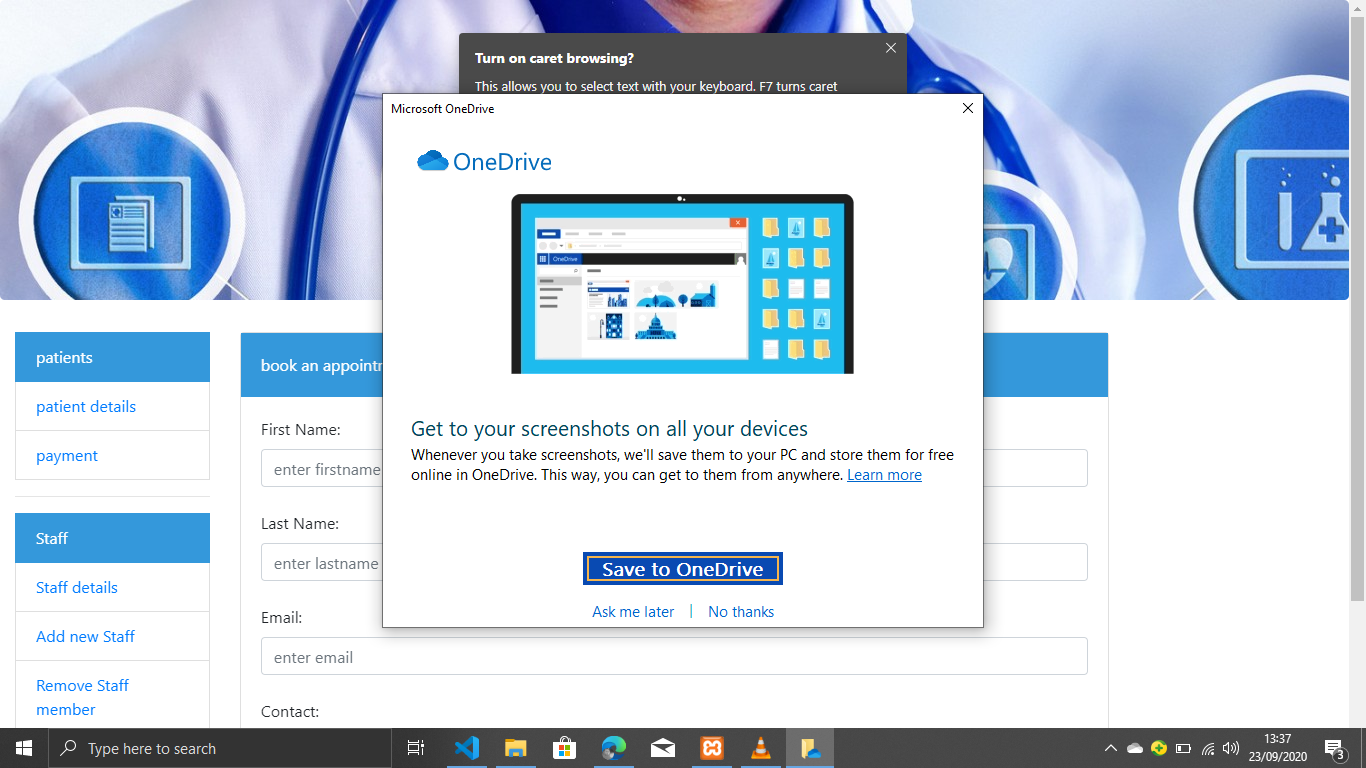 Turn on caret browsing?
This allows you to select text with your keyboard. F7 turns caret
Microsoft OneDrive
OneDrive
OneDrive
Get to your screenshots on all your devices
Whenever you take screenshots, we'll save them to your PC and store them for free
online in OneDrive. This way, you can get to them from anywhere. Learn more
Save to OneDrive
Ask me later | No thanks
patients
patient details
payment
Staff
Staff details
Add new Staff
Remove Staff
member
First Name:
enter firstname
Last Name:
enter lastname
Email:
enter email
Contact:
book an
Type here to search
13:37
23/09/2020
3